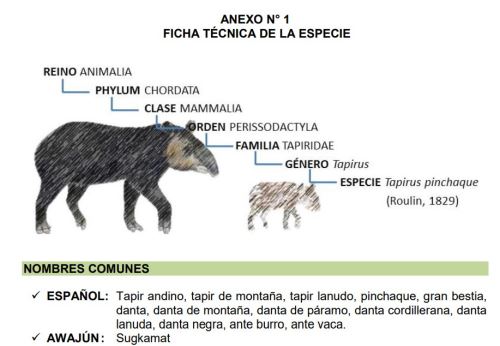 ANEXO N° 1
FICHA TÉCNICA DE LA ESPECIE
REINO ANIMALIA
PHYLUM CHORDATA
CLASE MAMMALIA
ORDEN PERISSODACTYLA
FAMILIA TAPIRIDAE
GÉNERO Tapirus
ESPECIE Tapirus pinchaque
(Roulin, 1829)
NOMBRES COMUNES
✓ ESPAÑOL: Tapir andino, tapir de montaña, tapir lanudo, pinchaque, gran bestia,
danta, danta de montaña, danta de páramo, danta cordillerana, danta
lanuda, danta negra, ante burro, ante vaca.
✓ AWAJÚN: Sugkamat